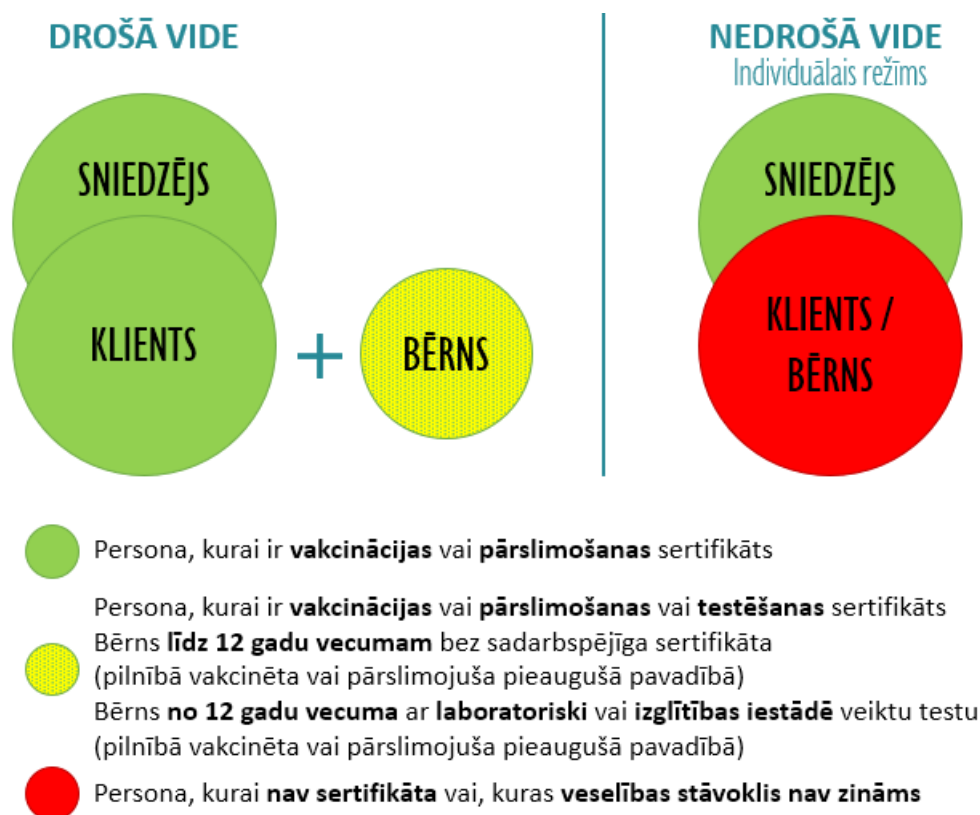 DROŠĀ VIDE
SNIEDZĒJS
KLIENTS
+
BĒRNS
NEDROŠĀ VIDE
Individuālais režīms
SNIEDZĒJS
KLIENTS /
BĒRNS
Persona, kurai ir vakcinācijas vai pārslimošanas sertifikāts
Persona, kurai ir vakcinācijas vai pārslimošanas vai testēšanas sertifikāts
Bērns līdz 12 gadu vecumam bez sadarbspējīga sertifikāta
(pilnībā vakcinēta vai pārslimojuša pieaugušā pavadībā)
Bērns no 12 gadu vecuma ar laboratoriski vai izglītības iestādē veiktu testu
(pilnībā vakcinēta vai pārslimojuša pieaugušā pavadībā)
Persona, kurai nav sertifikāta vai, kuras veselības stāvoklis nav zināms